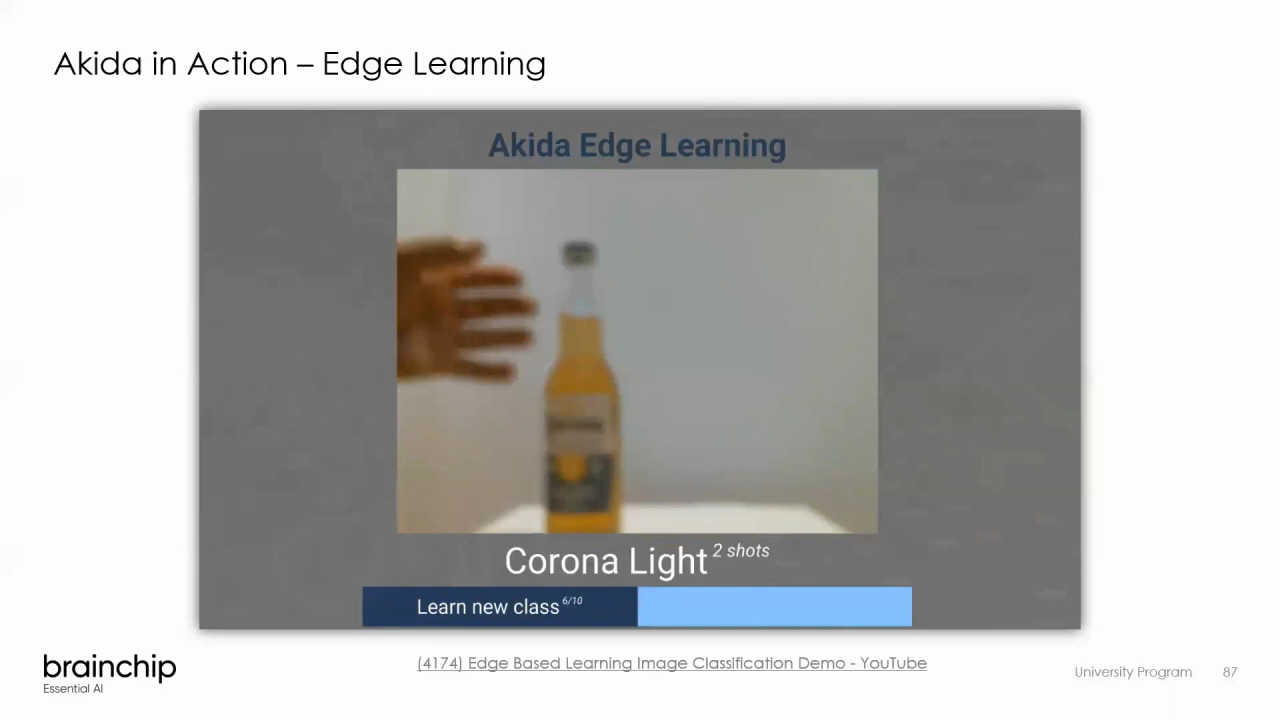 Akida in Action – Edge Learning
Akida Edge Learning
Corona Light 2 shots
Learn new class 6/10
(4174) Edge Based Learning Image Classification Demo - YouTube
brainchip
Essential AI
University Program 87